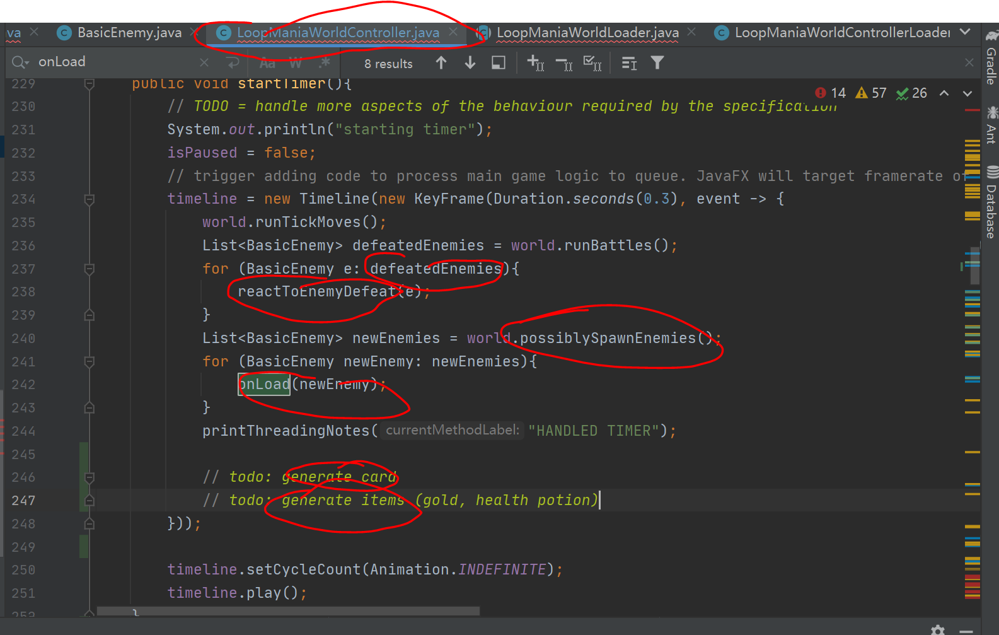 va BasicEnemy.java LoopManiaWorldController.java LoopManiaWorldLoader.java LoopManiaWorldControllerLoader
onLoad Aa W .* 8 results
14 57 26
229 public void startTimer(){
230 // TODO = handle more aspects of the behaviour required by the specification
231 System.out.println("starting timer");
232 isPaused = false;
233 // trigger adding code to process main game logic to queue. JavaFX will target framerate of
234 timeline = new Timeline(new KeyFrame(Duration.seconds(0.3), event -> {
235 world.runTickMoves();
236 List<BasicEnemy> defeatedEnemies = world.runBattles();
237 for (BasicEnemy e: defeatedEnemies){
238 reactToEnemyDefeat(e);
239 }
240 List<BasicEnemy> newEnemies = world.possiblySpawnEnemies();
241 for (BasicEnemy newEnemy: newEnemies){
242 onLoad(newEnemy);
243 }
244 printThreadingNotes( currentMethodLabel: "HANDLED TIMER");
245
246 // todo: generate card
247 // todo: generate items (gold, health potion)
248 }));
249
250 timeline.setCycleCount(Animation.INDEFINITE);
251 timeline.play();
252 }
Gradle
Ant
Database